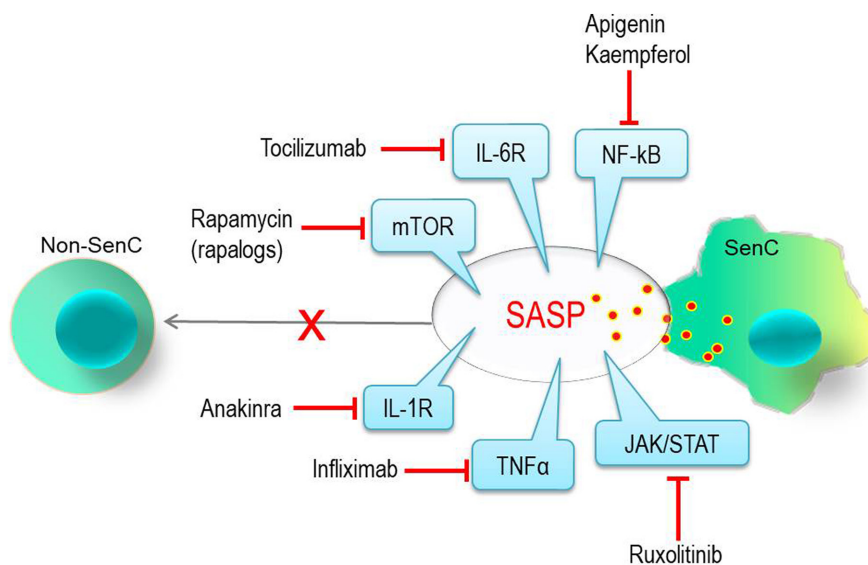 Apigenin
Kaempferol
Tocilizumab
IL-6R
NF-kB
Rapamycin
(rapalogs)
mTOR
Non-SenC
SenC
SASP
X
Anakinra
IL-1R
JAK/STAT
Infliximab
TNFα
Ruxolitinib